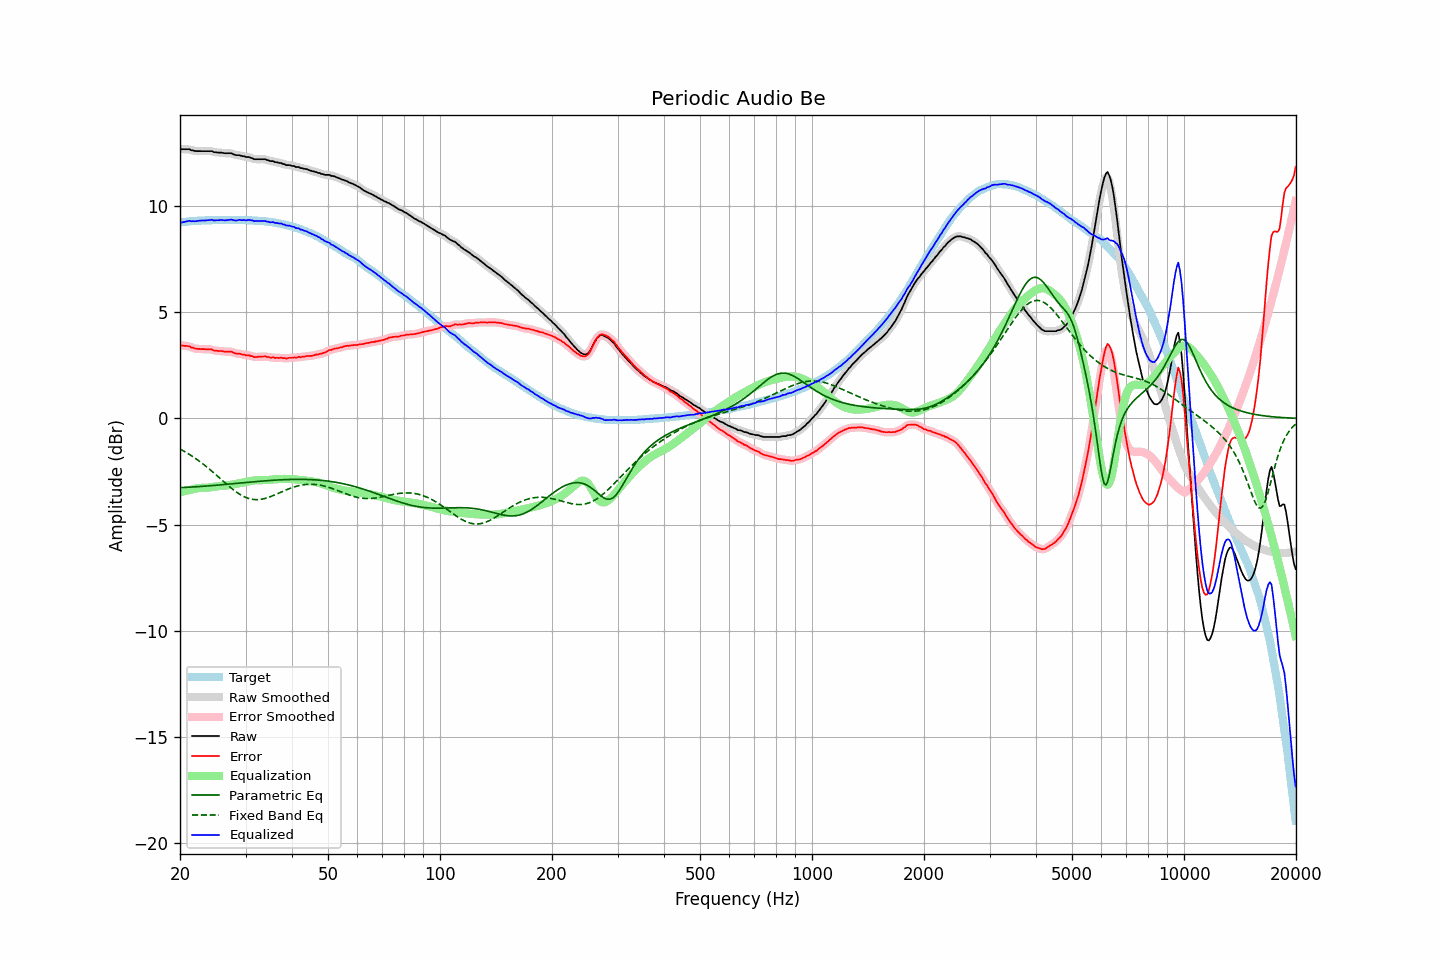 Periodic Audio Be
Amplitude (dBr)
10
5
0
−5
−10
−15
−20
Target
Raw Smoothed
Error Smoothed
Raw
Error
Equalization
Parametric Eq
Fixed Band Eq
Equalized
20 50 100 200 500 1000 2000 5000 10000 20000
Frequency (Hz)